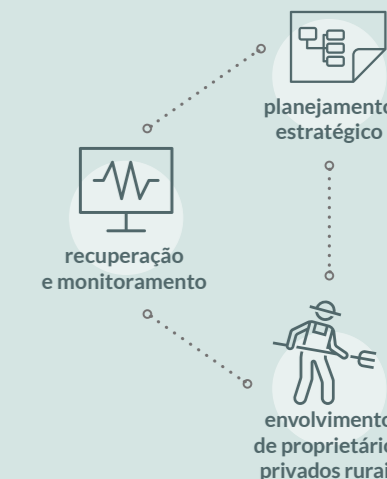 planejamento
estratégico
recuperação
e monitoramento
envolvimento
de proprietário
privados rurai